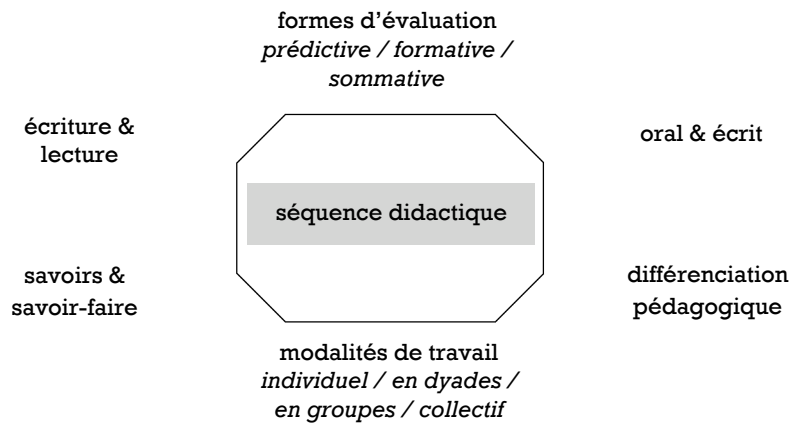 formes d’évaluation
prédictive / formative /
sommative
écriture &
lecture
oral & écrit
séquence didactique
savoirs &
savoir-faire
différenciation
pédagogique
modalités de travail
individuel / en dyades /
en groupes / collectif